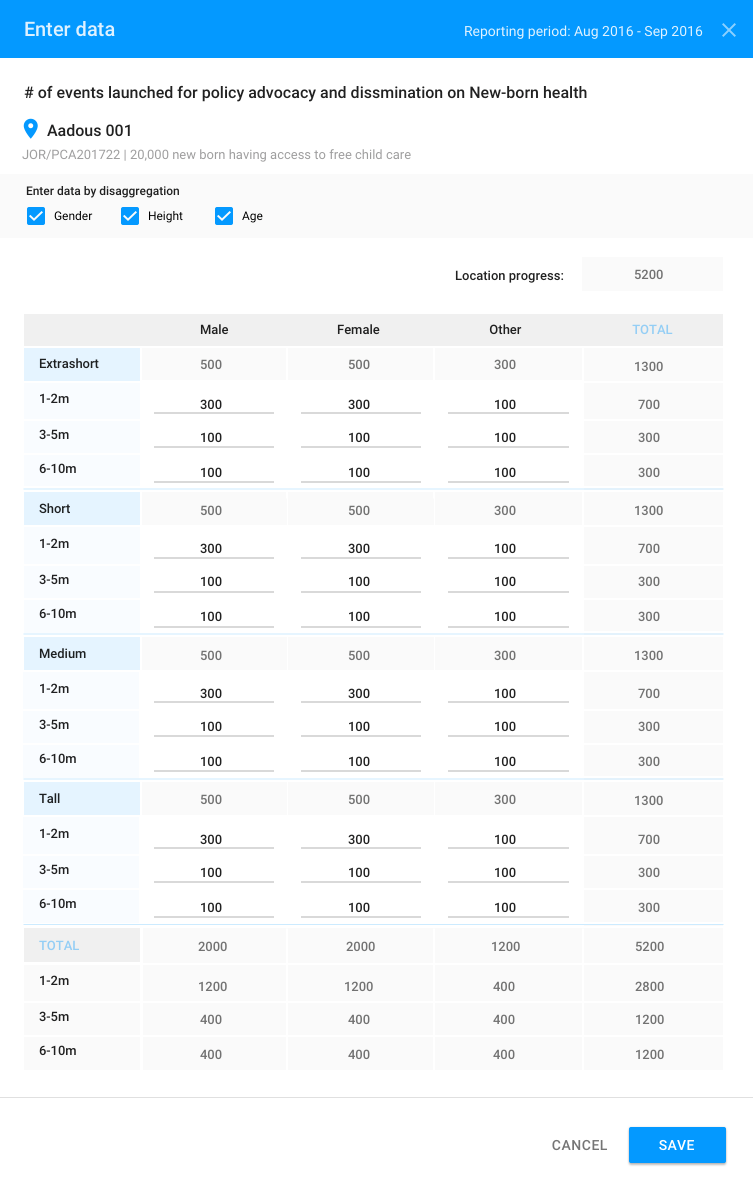 Enter data
Reporting period: Aug 2016 - Sep 2016
# of events launched for policy advocacy and dissmination on New-born health
Aadous 001
JOR/PCA201722 | 20,000 new born having access to free child care
Enter data by disaggregation
Gender Height Age
Location progress: 5200
Male Female Other TOTAL
Extrashort 500 500 300 1300
1-2m 300 300 100 700
3-5m 100 100 100 300
6-10m 100 100 100 300
Short 500 500 300 1300
1-2m 300 300 100 700
3-5m 100 100 100 300
6-10m 100 100 100 300
Medium 500 500 300 1300
1-2m 300 300 100 700
3-5m 100 100 100 300
6-10m 100 100 100 300
Tall 500 500 300 1300
1-2m 300 300 100 700
3-5m 100 100 100 300
6-10m 100 100 100 300
TOTAL 2000 2000 1200 5200
1-2m 1200 1200 400 2800
3-5m 400 400 400 1200
6-10m 400 400 400 1200
CANCEL SAVE